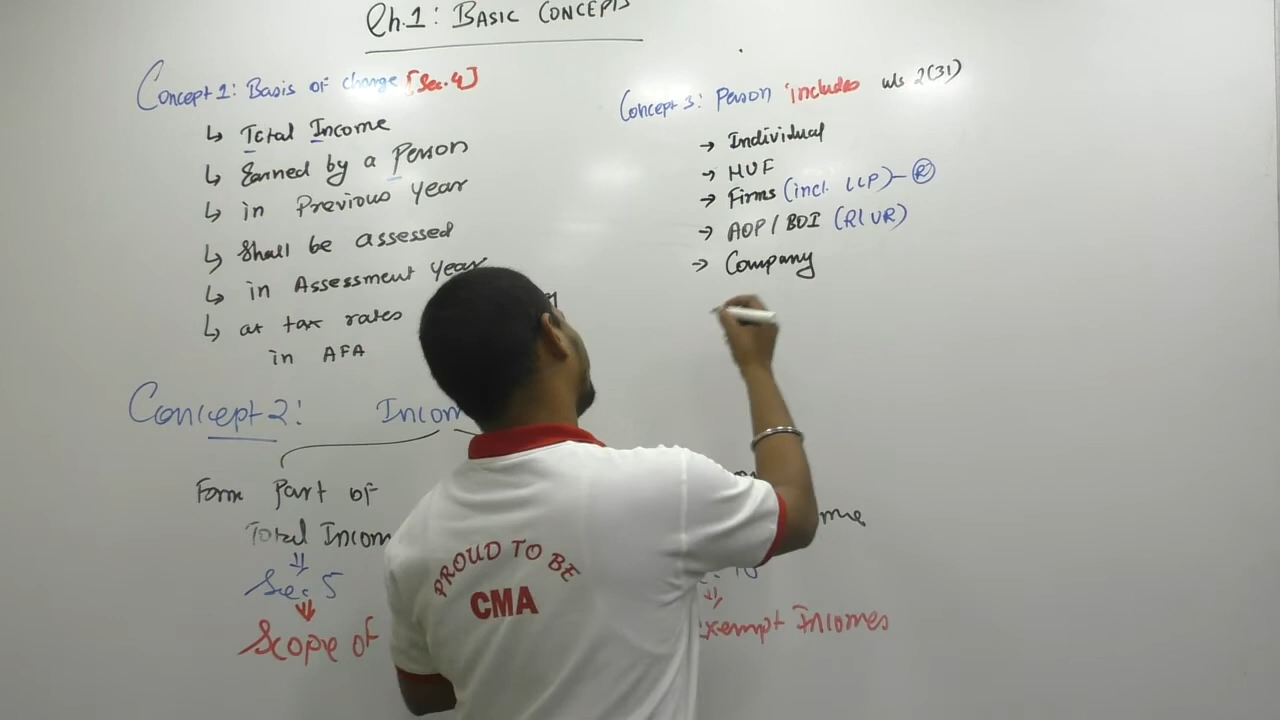 Ch.1: BASIC CONCEPTS
Concept 1: Basis of charge [Sec.4]
↳ Total Income
↳ Earned by a Person
↳ in Previous Year
↳ Shall be assessed
↳ in Assessment Year
↳ at tax rates
in AFA
Concept 2: Incom
Form Part of
Total Incom
⇓
Sec. 5
⇓
Scope of
me
⇓
Exempt Incomes
Concept 3: Person includes u/s 2(31)
→ Individual
→ HUF
→ Firms (incl. LLP) - R
→ AOP/BOI (R/UR)
→ Company
PROUD TO BE
CMA